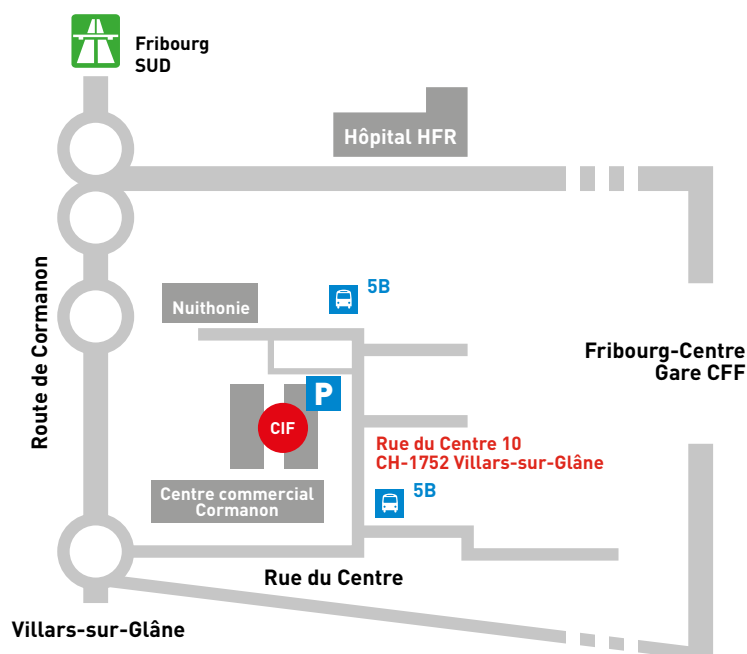 Fribourg
SUD
Hôpital HFR
Route de Cormanon
5B
Nuithonie
Fribourg-Centre
Gare CFF
P
CIF
Rue du Centre 10
CH-1752 Villars-sur-Glâne
5B
Centre commercial
Cormanon
Rue du Centre
Villars-sur-Glâne